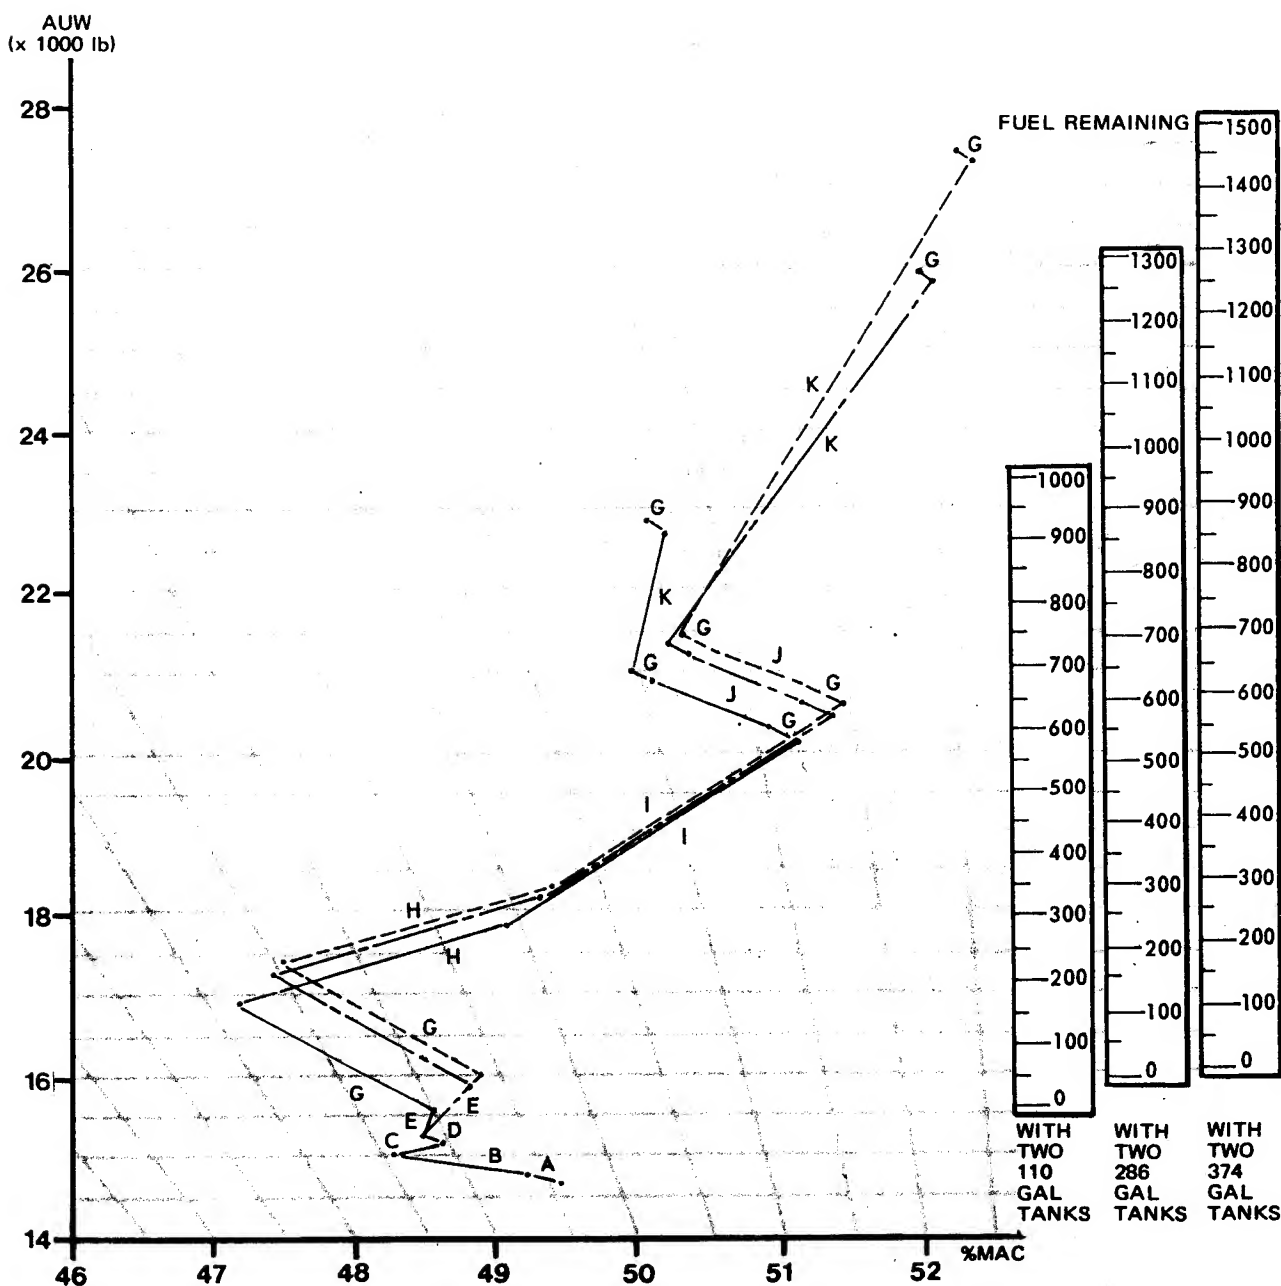 AUW
(x 1000 lb)
28
26
24
22
20
18
16
14
46
47
48
49
50
51
52
%MAC
FUEL REMAINING
G
G
K
K
G
K
G
G
J
J
G
G
I
I
H
H
G
G
E
E
D
C
B
A
1000
900
800
700
600
500
400
300
200
100
0
WITH
TWO
110
GAL
TANKS
1300
1200
1100
1000
900
800
700
600
500
400
300
200
100
0
WITH
TWO
286
GAL
TANKS
1500
1400
1300
1200
1100
1000
900
800
700
600
500
400
300
200
100
0
WITH
TWO
374
GAL
TANKS